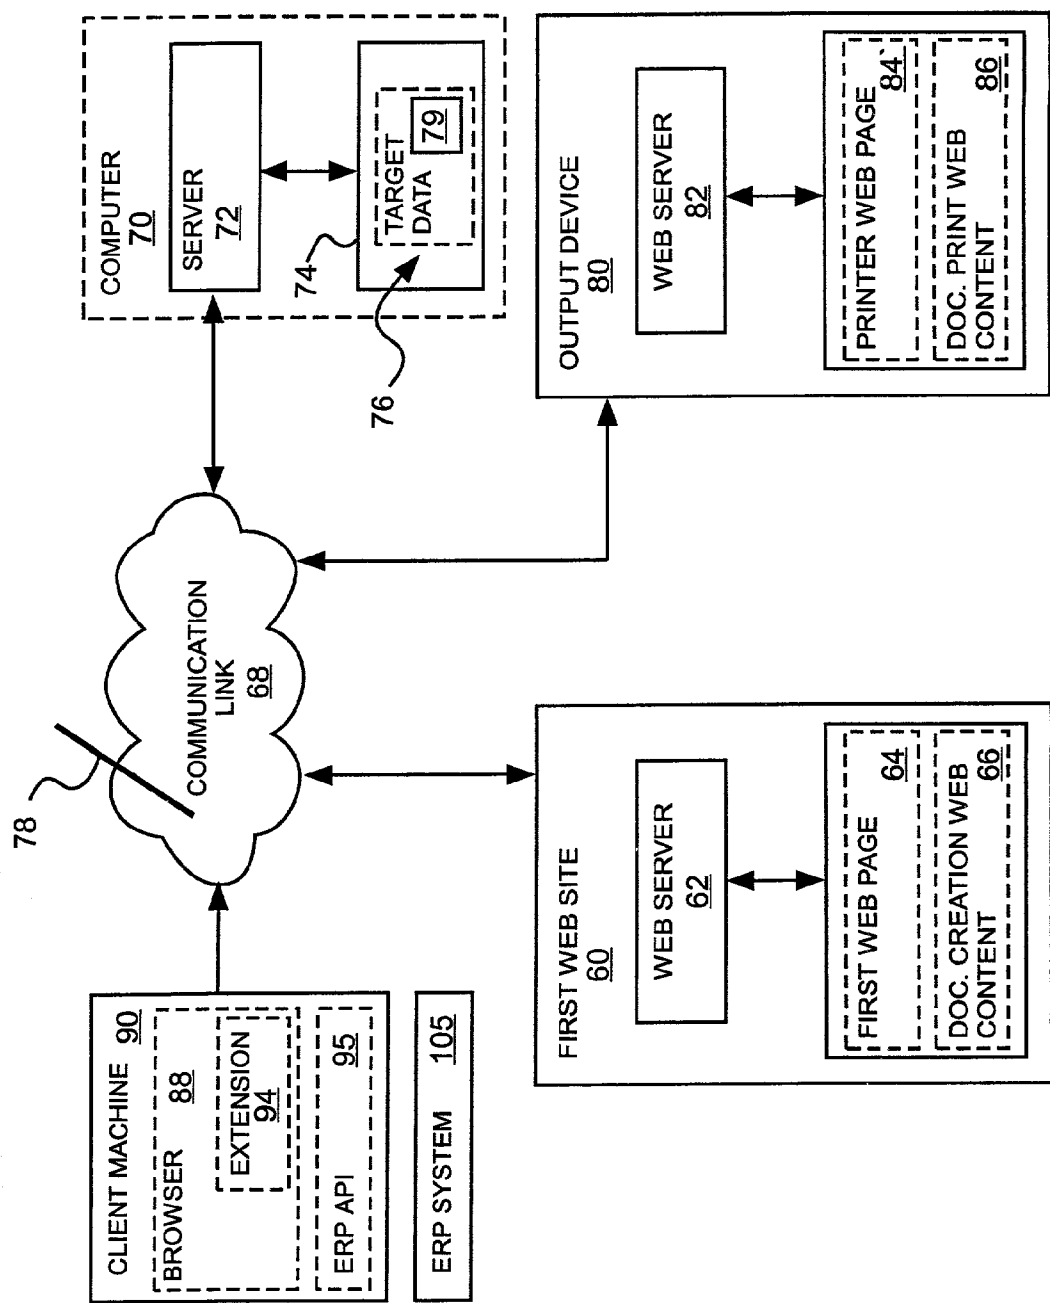 CLIENT MACHINE 90
BROWSER 88
EXTENSION
94
ERP API 95
ERP SYSTEM 105
78
COMMUNICATION
LINK
68
COMPUTER
70
SERVER
72
74
TARGET
DATA
79
76
FIRST WEB SITE
60
WEB SERVER
62
FIRST WEB PAGE 64
DOC. CREATION WEB
CONTENT 66
OUTPUT DEVICE
80
WEB SERVER
82
PRINTER WEB PAGE 84`
DOC. PRINT WEB
CONTENT 86